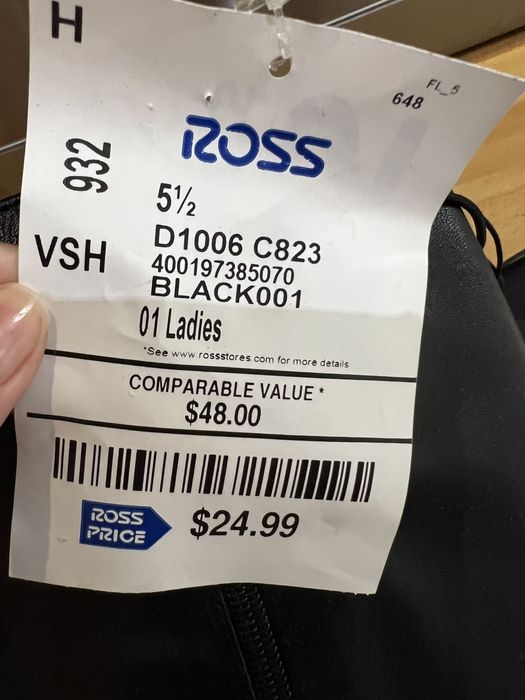 H
FL_5
648
ROSS
932
5½
VSH
D1006 C823
400197385070
BLACK001
01 Ladies
*See www.rossstores.com for more details
COMPARABLE VALUE *
$48.00
ROSS
PRICE
$24.99